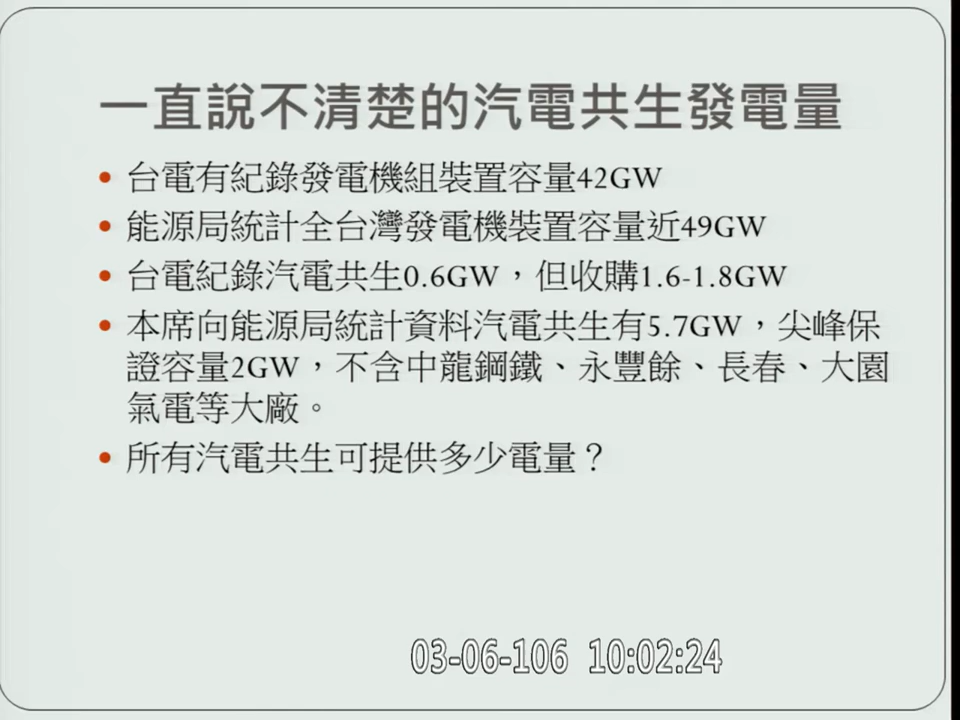 一直說不清楚的汽電共生發電量
• 台電有紀錄發電機組裝置容量42GW
• 能源局統計全台灣發電機裝置容量近49GW
• 台電紀錄汽電共生0.6GW，但收購1.6-1.8GW
• 本席向能源局統計資料汽電共生有5.7GW，尖峰保
證容量2GW，不含中龍鋼鐵、永豐餘、長春、大園
氣電等大廠。
• 所有汽電共生可提供多少電量？
03-06-106 10:02:24